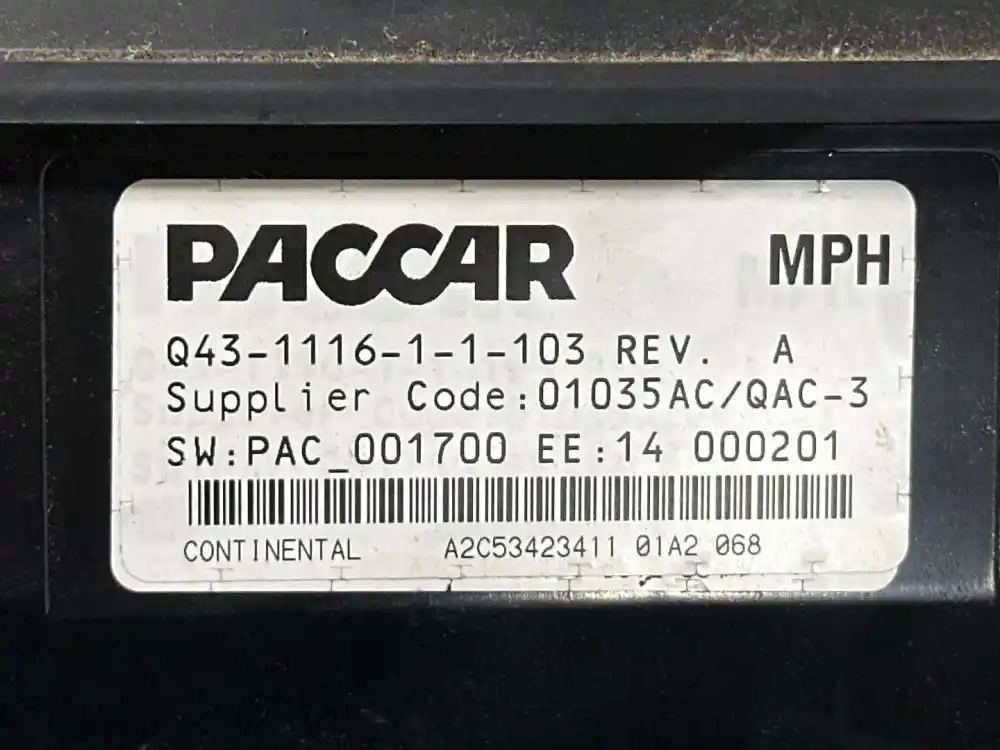 PACCAR MPH
Q43-1116-1-1-103 REV. A
Supplier Code:01035AC/QAC-3
SW:PAC_001700 EE:14 000201
CONTINENTAL A2C53423411 01A2 068